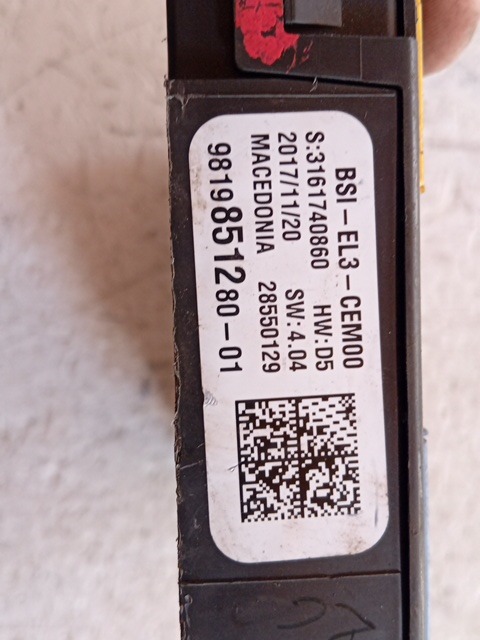 BSI-EL3-CEM00
S:3161740860 HW:D5
2017/11/20 SW:4.04
MACEDONIA 28550129
9819851280-01